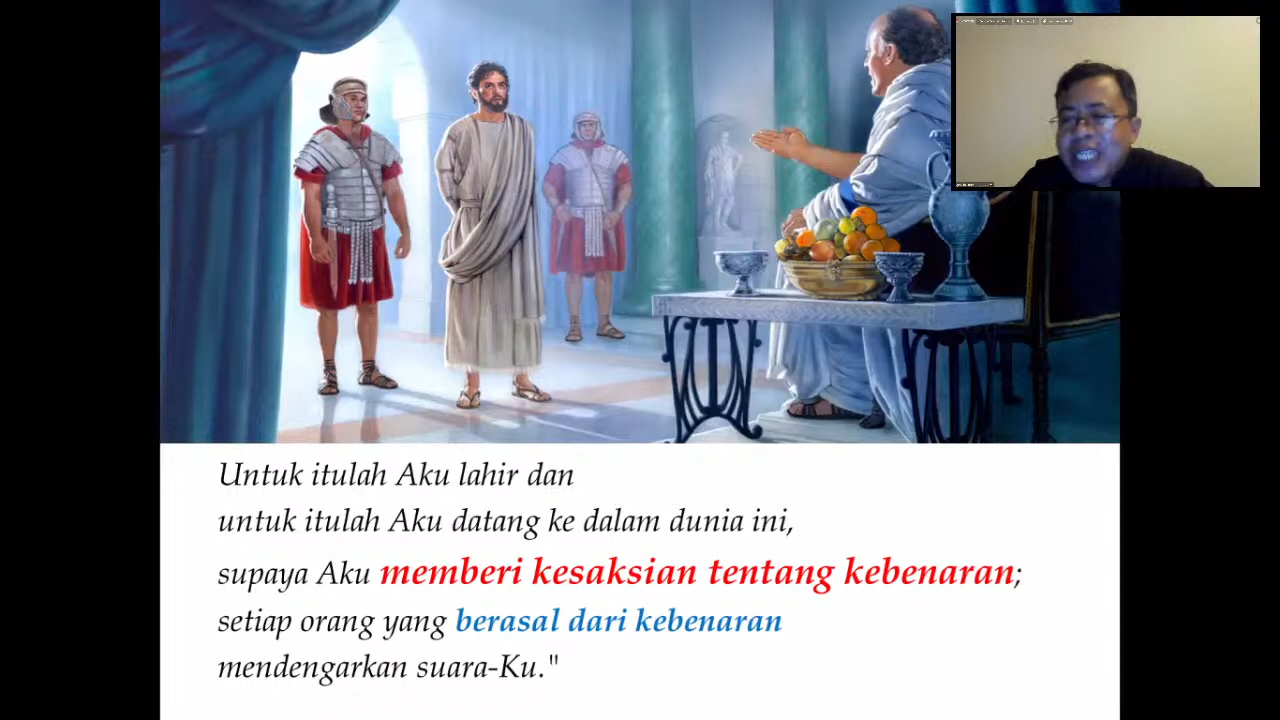 Untuk itulah Aku lahir dan
untuk itulah Aku datang ke dalam dunia ini,
supaya Aku memberi kesaksian tentang kebenaran;
setiap orang yang berasal dari kebenaran
mendengarkan suara-Ku."